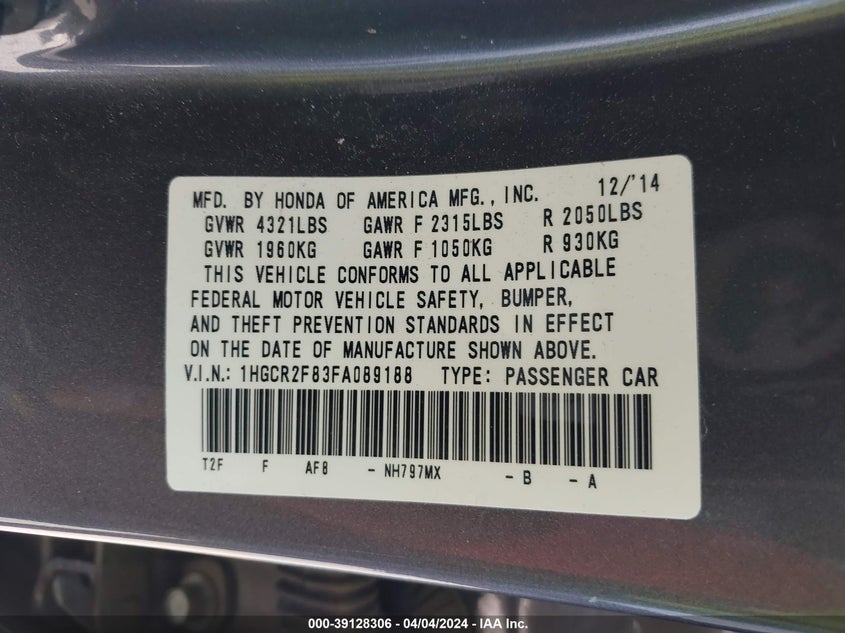 MFD. BY HONDA OF AMERICA MFG., INC. 12/'14
GVWR 4321LBS GAWR F 2315LBS R 2050LBS
GVWR 1960KG GAWR F 1050KG R 930KG
THIS VEHICLE CONFORMS TO ALL APPLICABLE
FEDERAL MOTOR VEHICLE SAFETY, BUMPER,
AND THEFT PREVENTION STANDARDS IN EFFECT
ON THE DATE OF MANUFACTURE SHOWN ABOVE.
V.I.N.: 1HGCR2F83FA089188 TYPE: PASSENGER CAR
T2F F AF8 - NH797MX - B - A
000-39128306 - 04/04/2024 - IAA Inc.